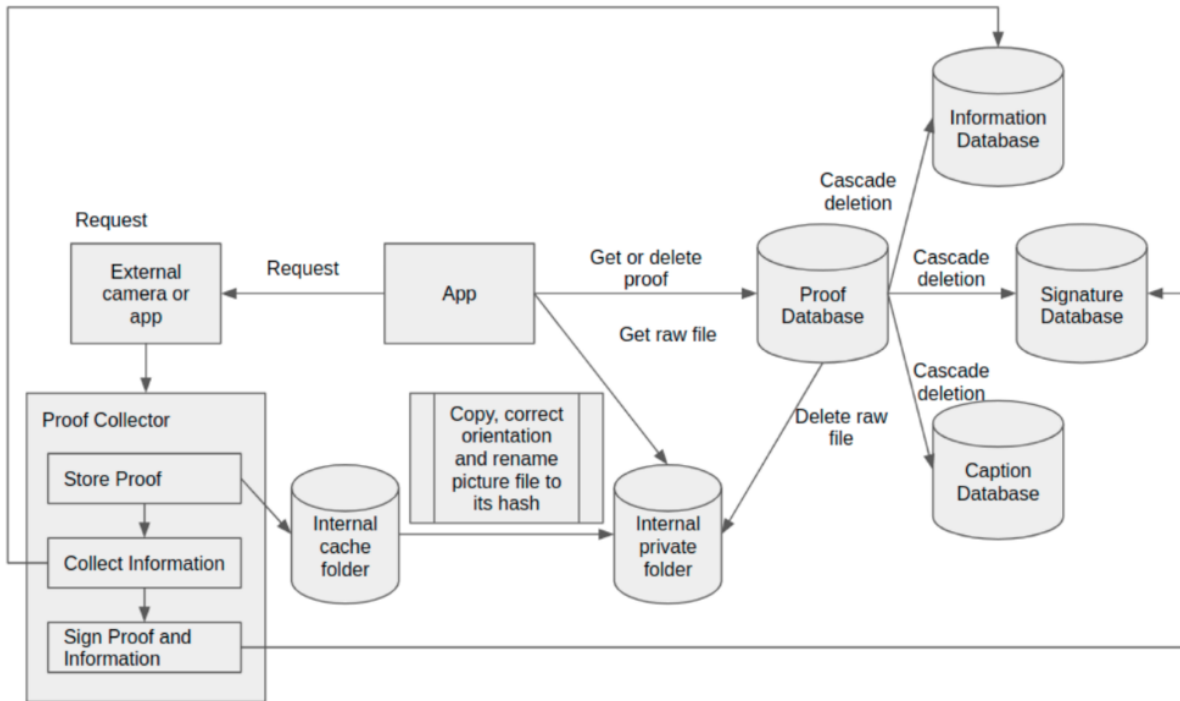 Information
Database
Cascade
deletion
Request
External
camera or
app
Request
App
Get or delete
proof
Proof
Database
Cascade
deletion
Signature
Database
Get raw file
Cascade
deletion
Delete raw
file
Caption
Database
Proof Collector
Store Proof
Collect Information
Sign Proof and
Information
Internal
cache
folder
Copy, correct
orientation
and rename
picture file to
its hash
Internal
private
folder